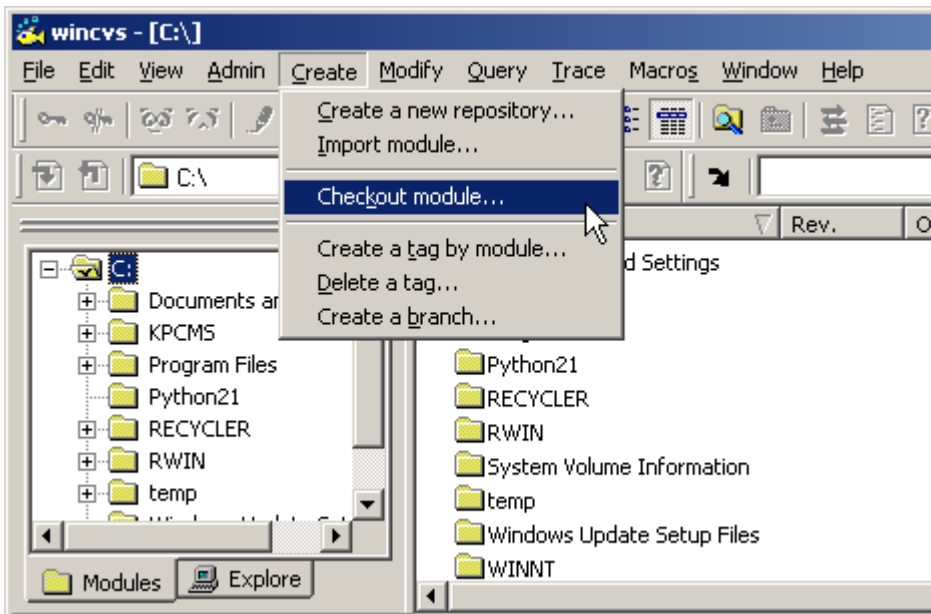 wincvs - [C:\]
File Edit View Admin Create Modify Query Trace Macros Window Help
Create a new repository...
Import module...
Checkout module...
Create a tag by module...
Delete a tag...
Create a branch...
C:\
Rev.
C:
Documents
KPCMS
Program Files
Python21
RECYCLER
RWIN
temp
Modules Explore
d Settings
Python21
RECYCLER
RWIN
System Volume Information
temp
Windows Update Setup Files
WINNT